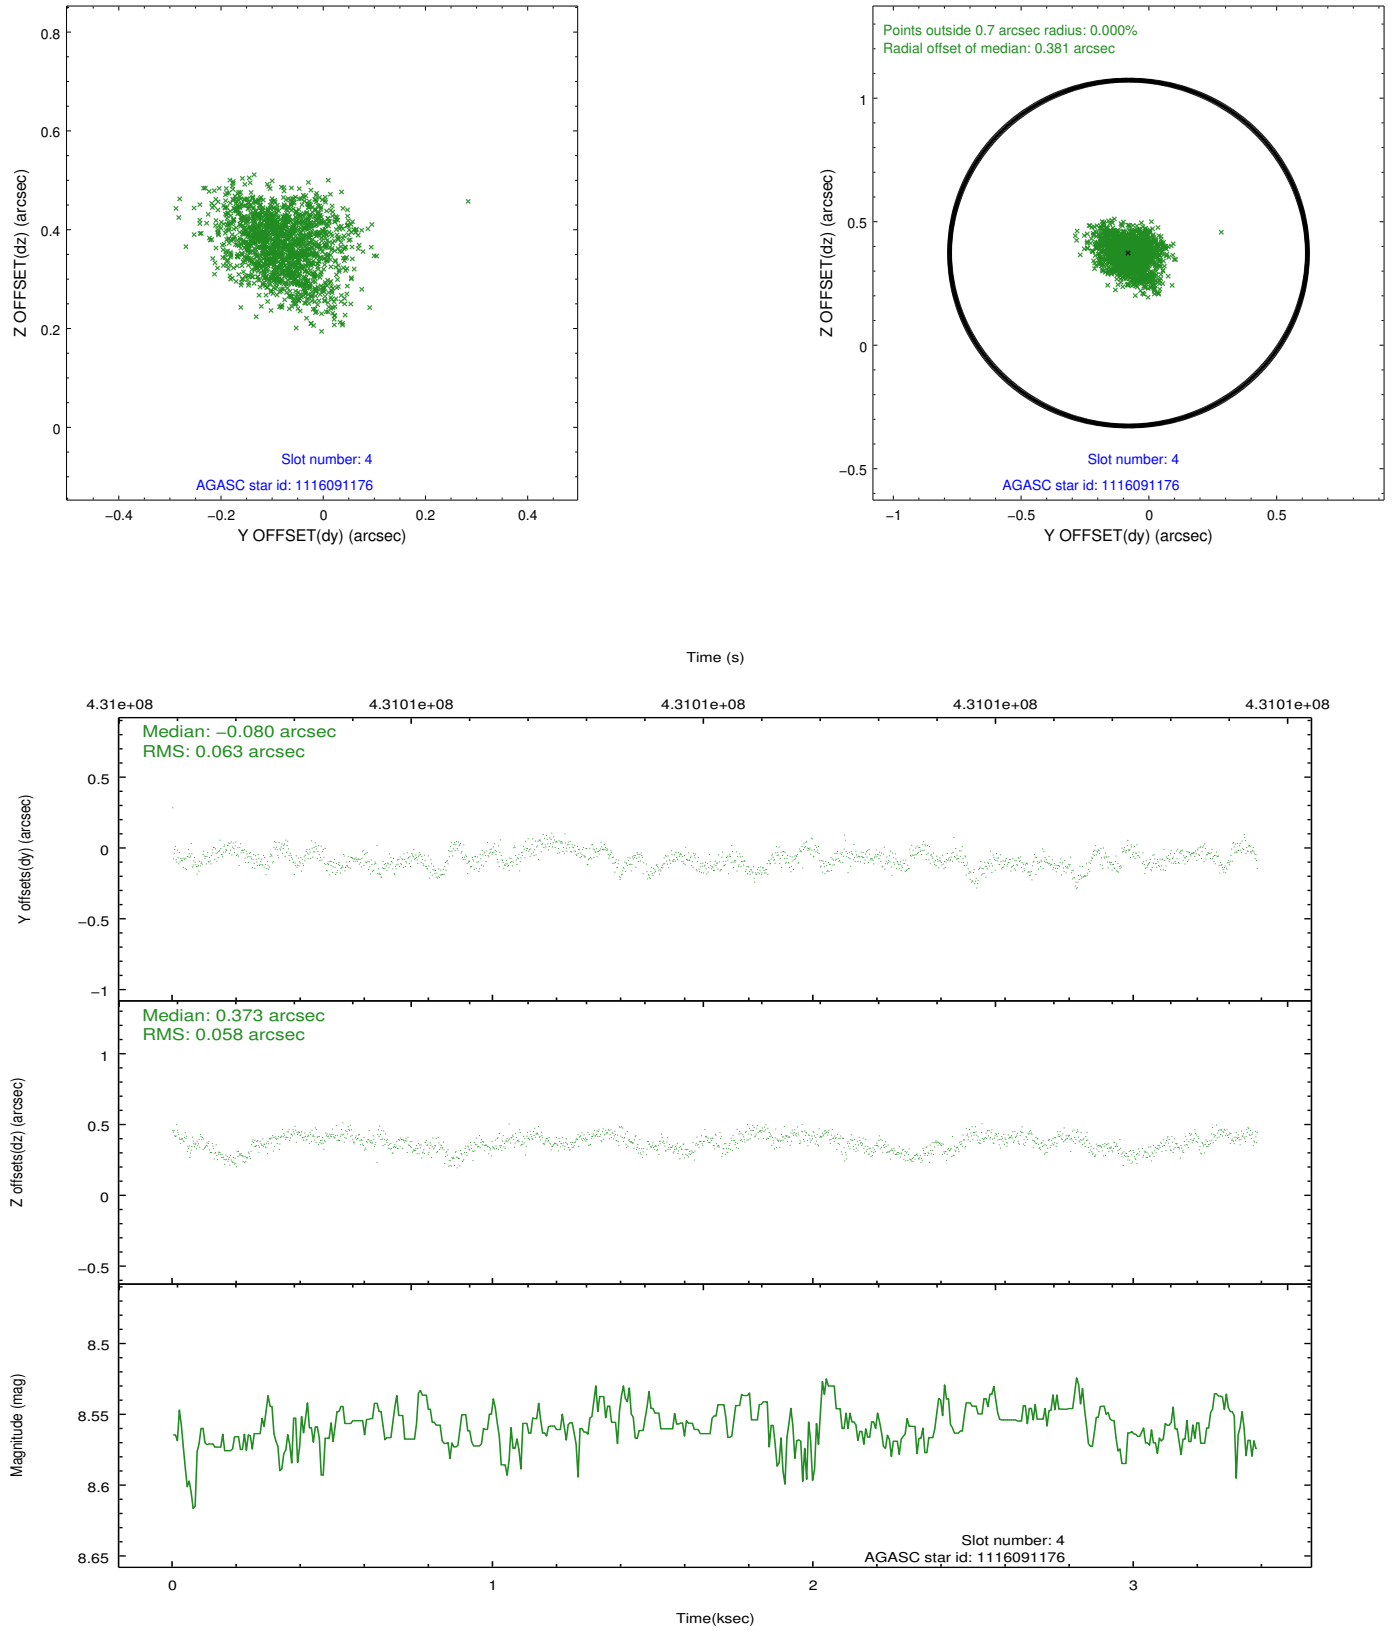 0.8
0.6
0.4
0.2
0
−0.4
−0.2
0
0.2
0.4
Z OFFSET(dz) (arcsec)
Y OFFSET(dy) (arcsec)
Slot number: 4
AGASC star id: 1116091176
Points outside 0.7 arcsec radius: 0.000%
Radial offset of median: 0.381 arcsec
1
0.5
0
−0.5
−1
−0.5
0
0.5
Z OFFSET(dz) (arcsec)
Y OFFSET(dy) (arcsec)
Slot number: 4
AGASC star id: 1116091176
Time (s)
4.31e+08 4.3101e+08 4.3101e+08 4.3101e+08 4.3101e+08
Median: −0.080 arcsec
RMS: 0.063 arcsec
0.5
0
−0.5
−1
Y offsets(dy) (arcsec)
Median: 0.373 arcsec
RMS: 0.058 arcsec
1
0.5
0
−0.5
Z offsets(dz) (arcsec)
8.5
8.55
8.6
8.65
Magnitude (mag)
Slot number: 4
AGASC star id: 1116091176
0 1 2 3
Time(ksec)